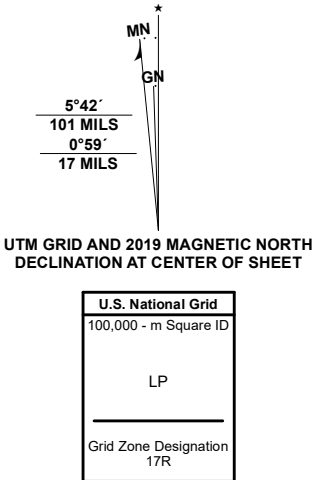 MN
GN
5°42´
101 MILS
0°59´
17 MILS
UTM GRID AND 2019 MAGNETIC NORTH
DECLINATION AT CENTER OF SHEET
U.S. National Grid
100,000 - m Square ID
LP
Grid Zone Designation
17R